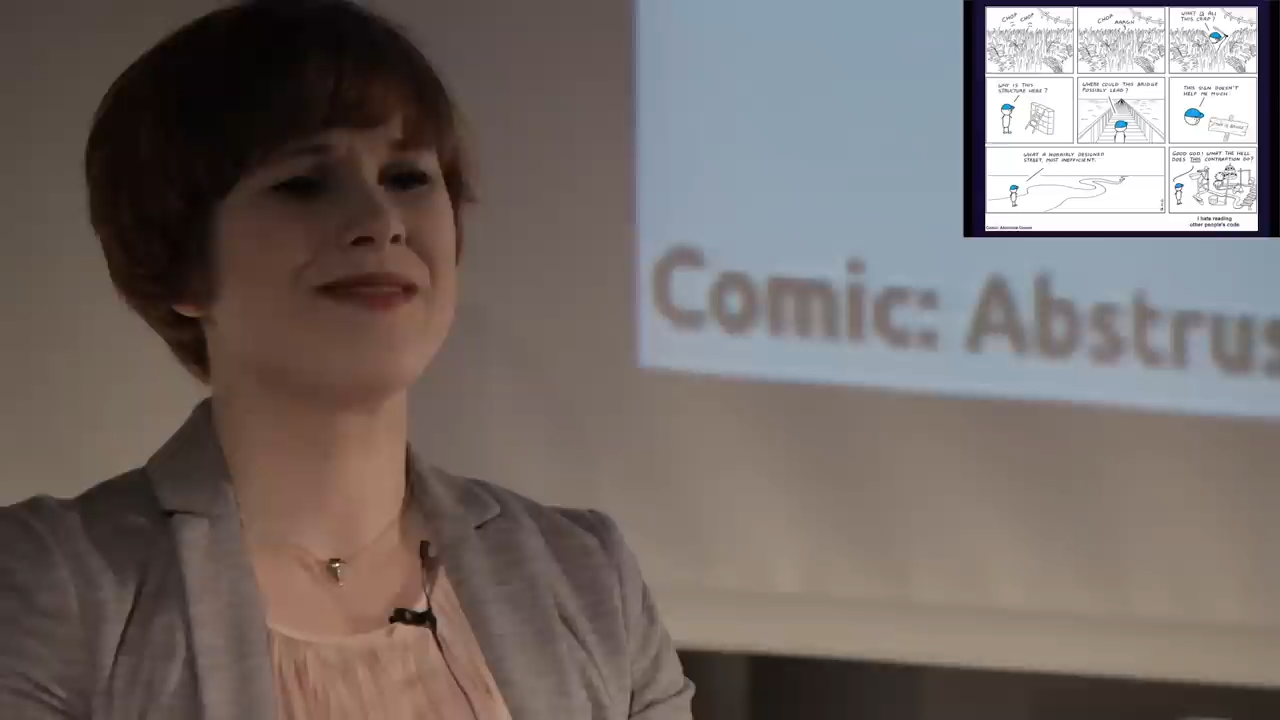 CHOP CHOP
CHOP
AAAGH
!
WHAT IS ALL
THIS CRAP?
WHY IS THIS
STRUCTURE HERE?
WHERE COULD THIS BRIDGE
POSSIBLY LEAD?
THIS SIGN DOESN'T
HELP ME MUCH.
WHAT A HORRIBLY DESIGNED
STREET, MOST INEFFICIENT.
GOOD GOD! WHAT THE HELL
DOES THIS CONTRAPTION DO?
I hate reading
other people's code
Comic: Abstrus